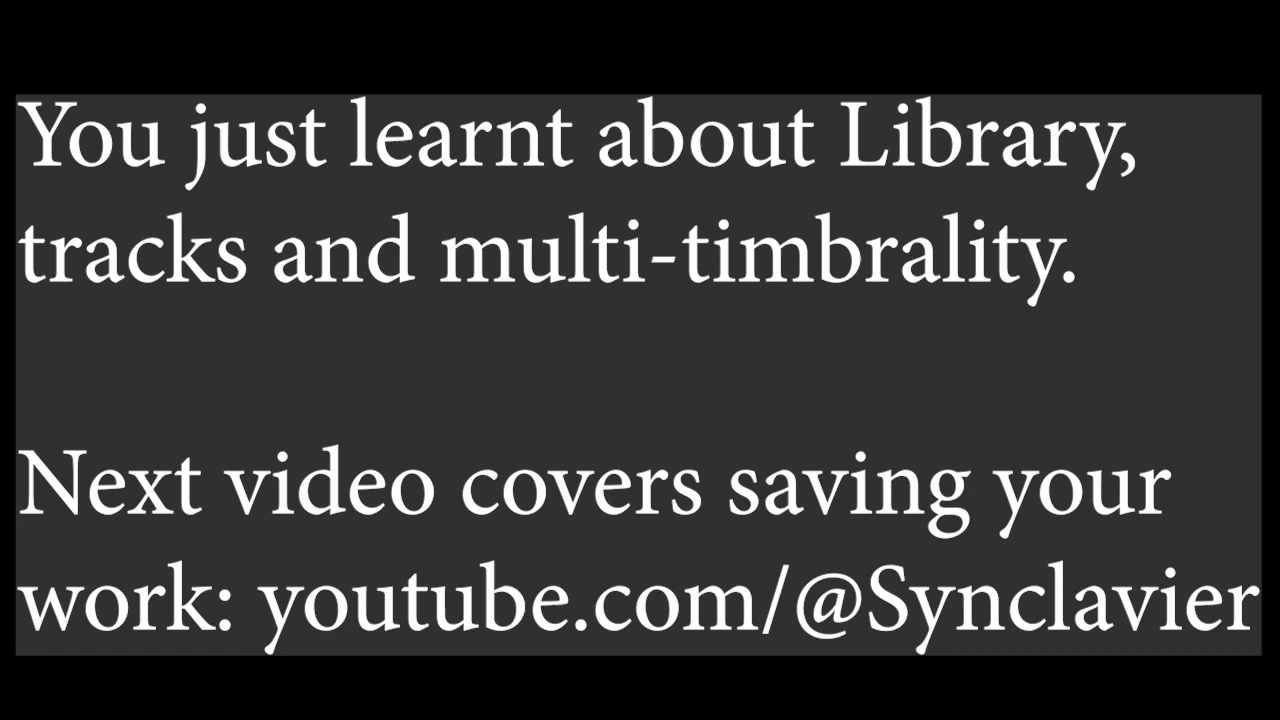 You just learnt about Library,
tracks and multi-timbrality.
Next video covers saving your
work: youtube.com/@Synclavier